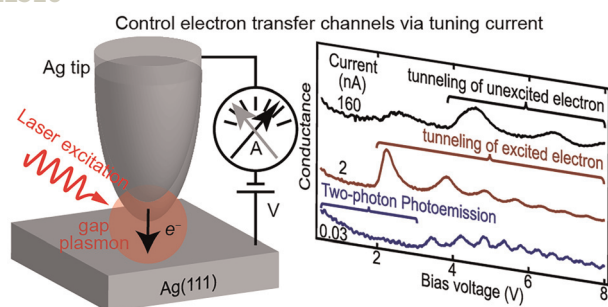 Control electron transfer channels via tuning current
Ag tip
Laser excitation
gap
plasmon
e⁻
A
V
Ag(111)
Conductance
Current
(nA)
160
2
0.03
tunneling of unexcited electron
tunneling of excited electron
Two-photon Photoemission
2
4
6
8
Bias voltage (V)